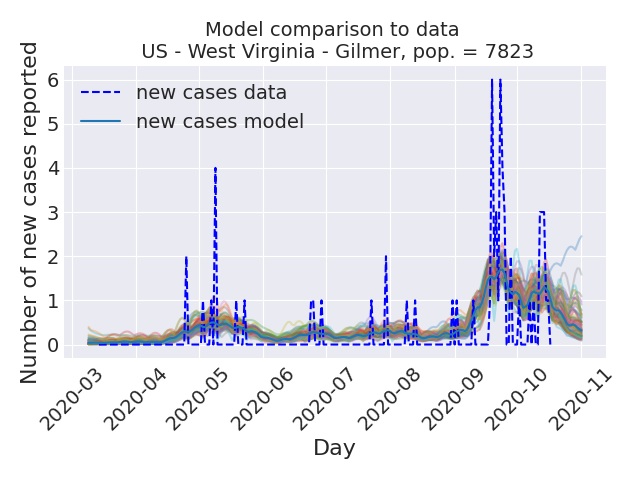 Model comparison to data
US - West Virginia - Gilmer, pop. = 7823
Number of new cases reported
6
5
4
3
2
1
0
new cases data
new cases model
2020-03
2020-04
2020-05
2020-06
2020-07
2020-08
2020-09
2020-10
2020-11
Day